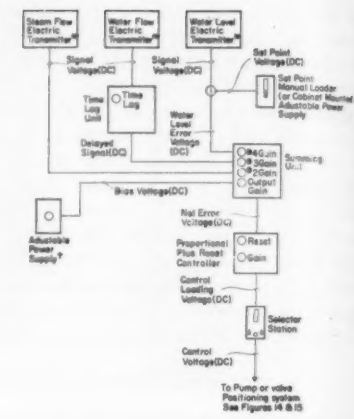 Steam Flow
Electric
Transmitter
Water Flow
Electric
Transmitter
Water Level
Electric
Transmitter
Signal
Voltage(DC)
Signal
Voltage(DC)
Set Point
Voltage(DC)
Time
Lag
Unit
Time
Lag
Set Point
Manual Loader
(or Cabinet Mounted
Adjustable Power
Supply
Water
Level
Error
Voltage
(DC)
Delayed
Signal(DC)
#4Gain
#3Gain
#2Gain
Output
Gain
Summing
Unit
Bias Voltage(DC)
Net Error
Voltage(DC)
Adjustable
Power
Supply
Proportional
Plus Reset
Controller
Reset
Gain
Control
Loading
Voltage(DC)
Selector
Station
Control
Voltage(DC)
To Pump or valve
Positioning system
See Figures 14 & 15